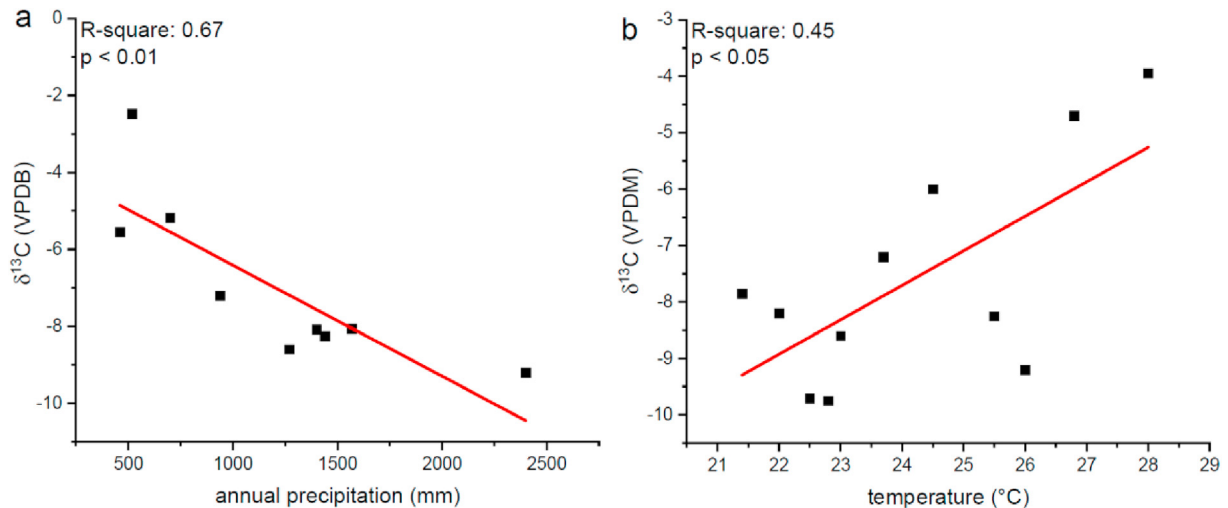 a
R-square: 0.67
p < 0.01
0
-2
-4
-6
-8
-10
δ13C (VPDB)
500
1000
1500
2000
2500
annual precipitation (mm)
b
R-square: 0.45
p < 0.05
-3
-4
-5
-6
-7
-8
-9
-10
δ13C (VPDM)
21
22
23
24
25
26
27
28
29
temperature (°C)